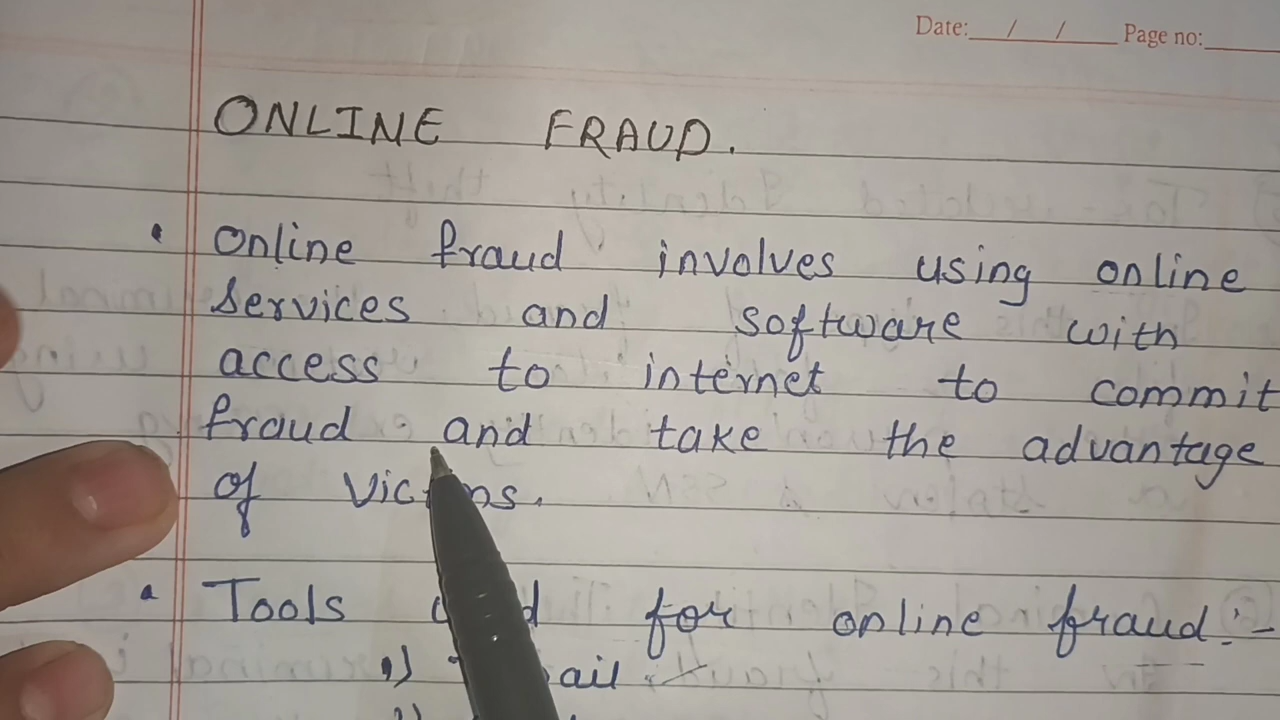 Date: / / Page no:
ONLINE FRAUD.
• Online fraud involves using online
services and software with
access to internet to commit
fraud and take the advantage
of
• Tools for online fraud :-
1)